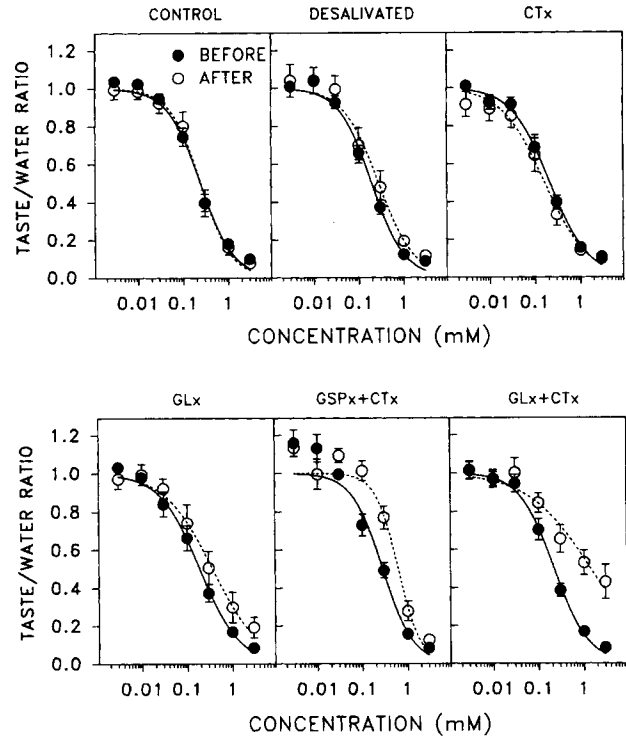 CONTROL DESALIVATED CTx
BEFORE
AFTER
TASTE/WATER RATIO
1.2
1.0
0.8
0.6
0.4
0.2
0.0
0.01 0.1 1 0.01 0.1 1 0.01 0.1 1
CONCENTRATION (mM)
GLx GSPx+CTx GLx+CTx
TASTE/WATER RATIO
1.2
1.0
0.8
0.6
0.4
0.2
0.0
0.01 0.1 1 0.01 0.1 1 0.01 0.1 1
CONCENTRATION (mM)